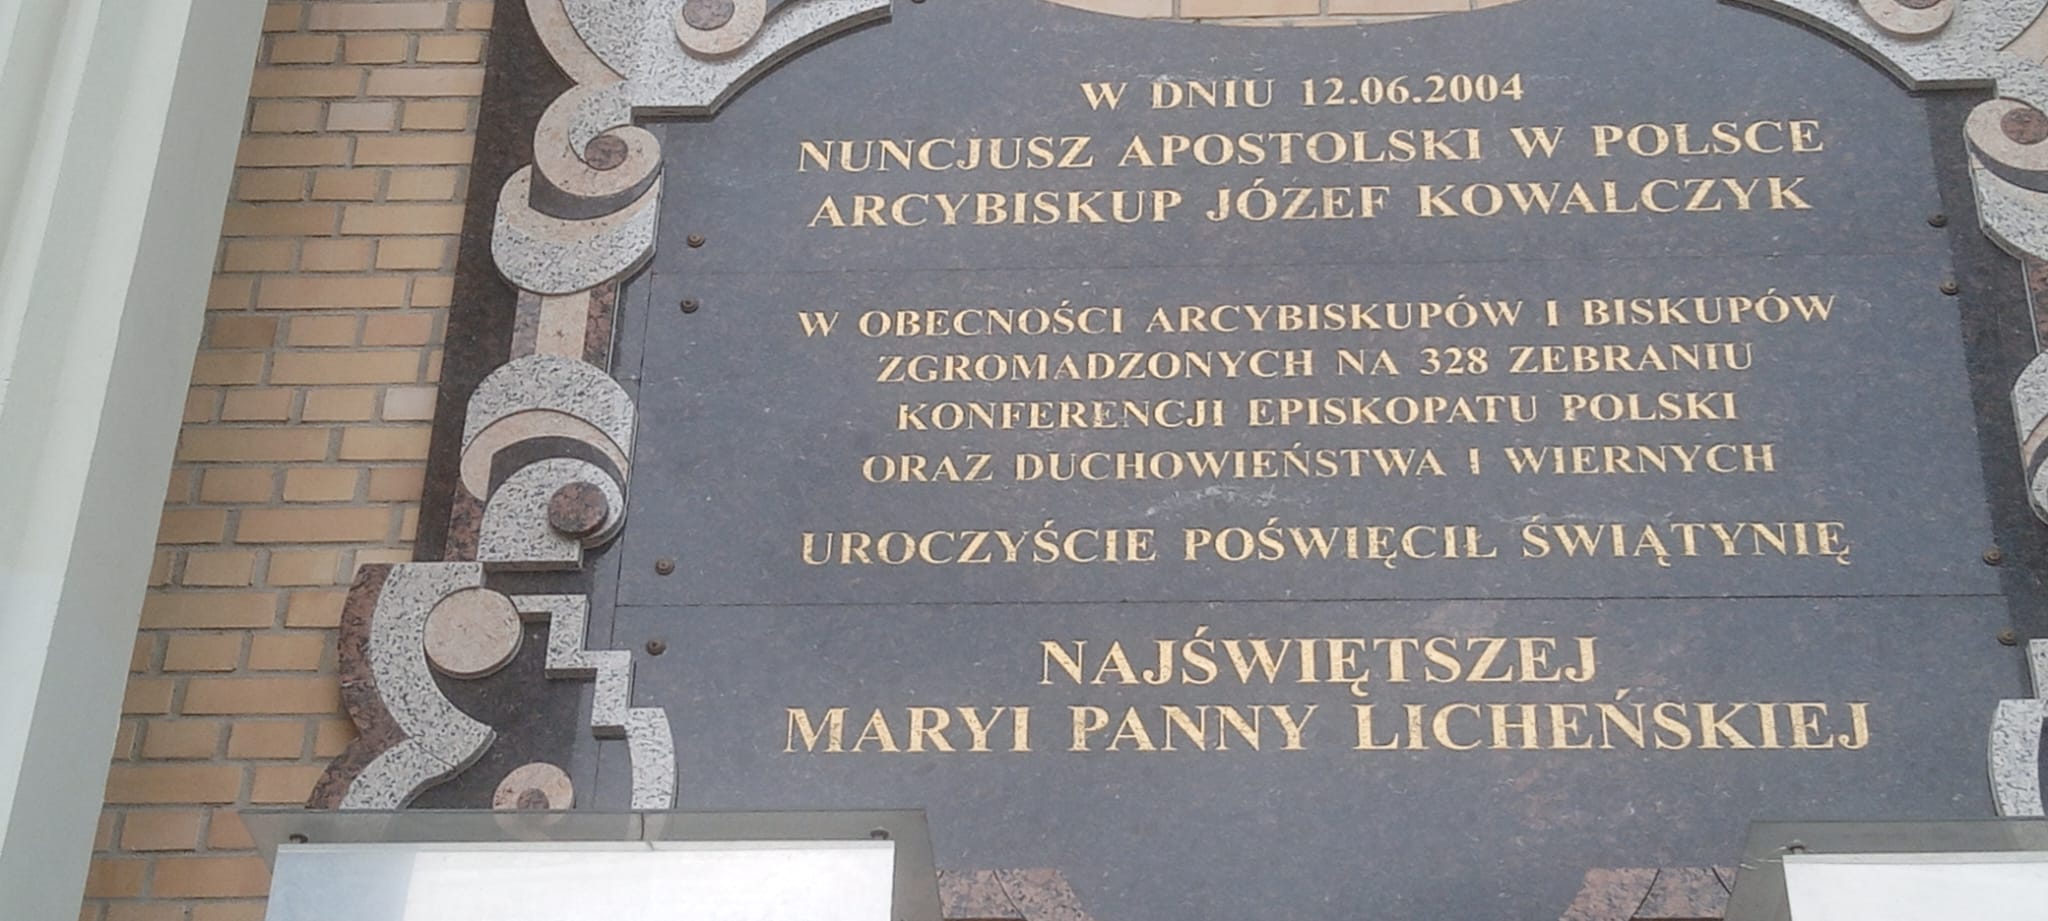 W DNIU 12.06.2004
NUNCJUSZ APOSTOLSKI W POLSCE
ARCYBISKUP JÓZEF KOWALCZYK
W OBECNOŚCI ARCYBISKUPÓW I BISKUPÓW
ZGROMADZONYCH NA 328 ZEBRANIU
KONFERENCJI EPISKOPATU POLSKI
ORAZ DUCHOWIEŃSTWA I WIERNYCH
UROCZYŚCIE POŚWIĘCIŁ ŚWIĄTYNIĘ
NAJŚWIĘTSZEJ
MARYI PANNY LICHEŃSKIEJ